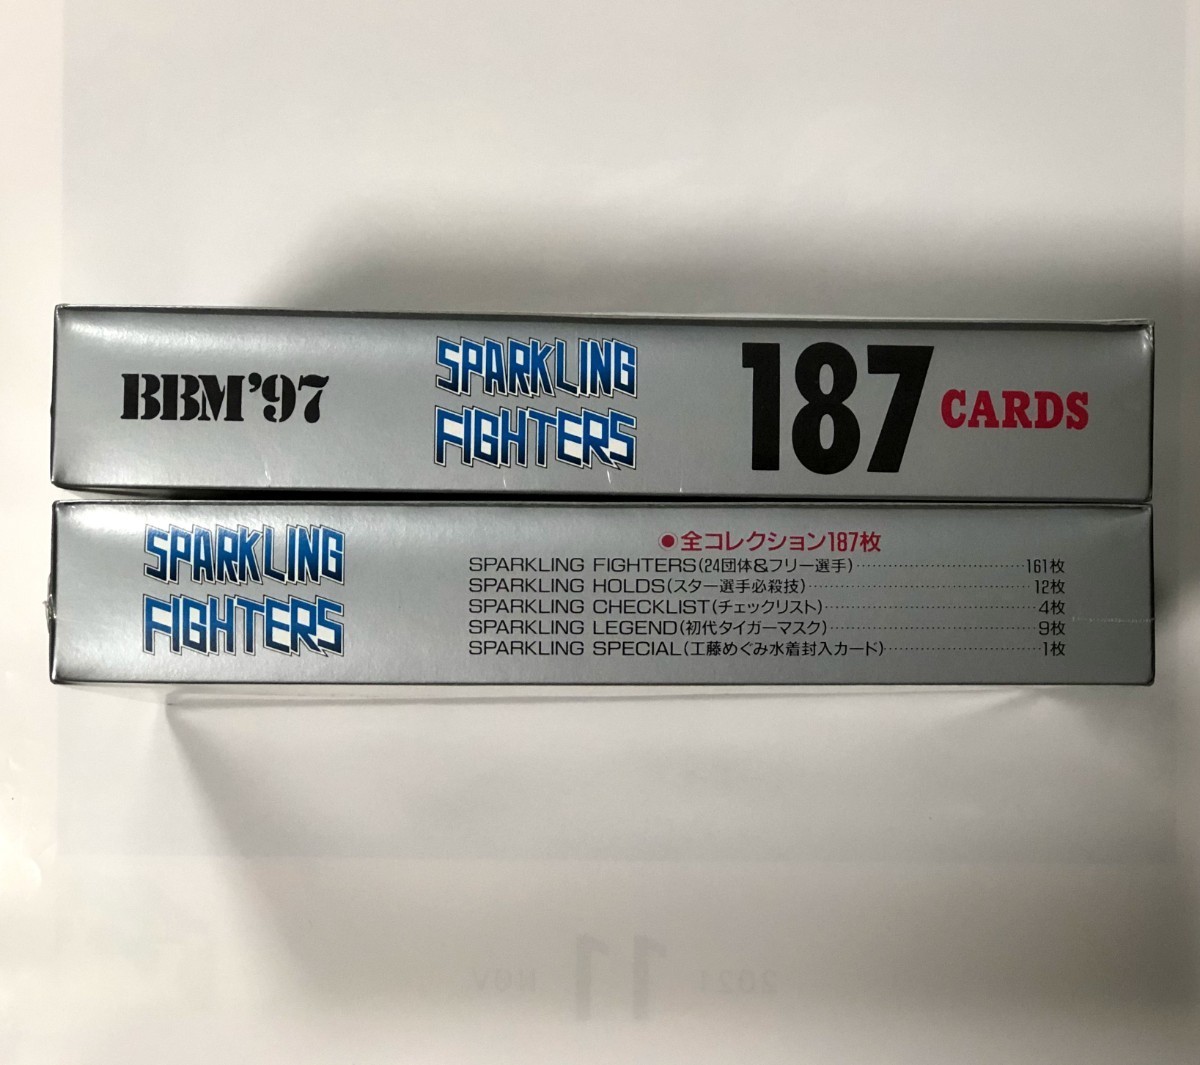 BBM'97
SPARKLING
FIGHTERS
187 CARDS
SPARKLING
FIGHTERS
●全コレクション187枚
SPARKLING FIGHTERS(24団体&フリー選手)‥‥‥‥‥‥‥‥161枚
SPARKLING HOLDS(スター選手必殺技)‥‥‥‥‥‥‥‥‥‥12枚
SPARKLING CHECKLIST(チェックリスト)‥‥‥‥‥‥‥‥‥‥4枚
SPARKLING LEGEND(初代タイガーマスク)‥‥‥‥‥‥‥‥‥‥9枚
SPARKLING SPECIAL(工藤めぐみ水着封入カード)‥‥‥‥‥‥‥1枚
2021 11 NOV